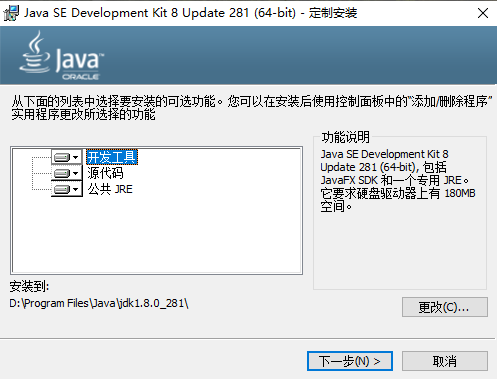 Java SE Development Kit 8 Update 281 (64-bit) - 定制安装
Java
ORACLE
从下面的列表中选择要安装的可选功能。您可以在安装后使用控制面板中的“添加/删除程序”
实用程序更改所选择的功能
开发工具
源代码
公共 JRE
功能说明
Java SE Development Kit 8
Update 281 (64-bit), 包括
JavaFX SDK 和一个专用 JRE。
它要求硬盘驱动器上有 180MB
空间。
安装到:
D:\Program Files\Java\jdk1.8.0_281\
更改(C)...
下一步(N) >
取消